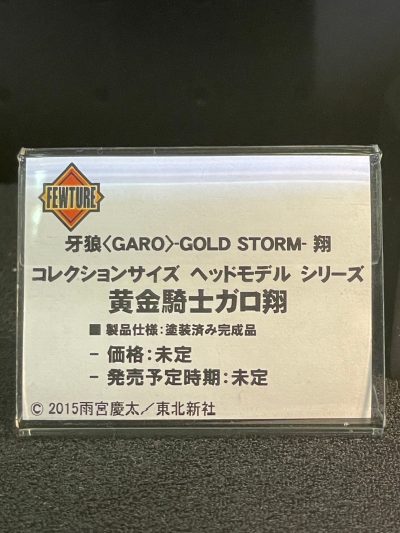 FEWTURE
牙狼〈GARO〉-GOLD STORM- 翔
コレクションサイズ ヘッドモデル シリーズ
黄金騎士ガロ翔
■ 製品仕様:塗装済み完成品
- 価格:未定
- 発売予定時期:未定
© 2015雨宮慶太/東北新社